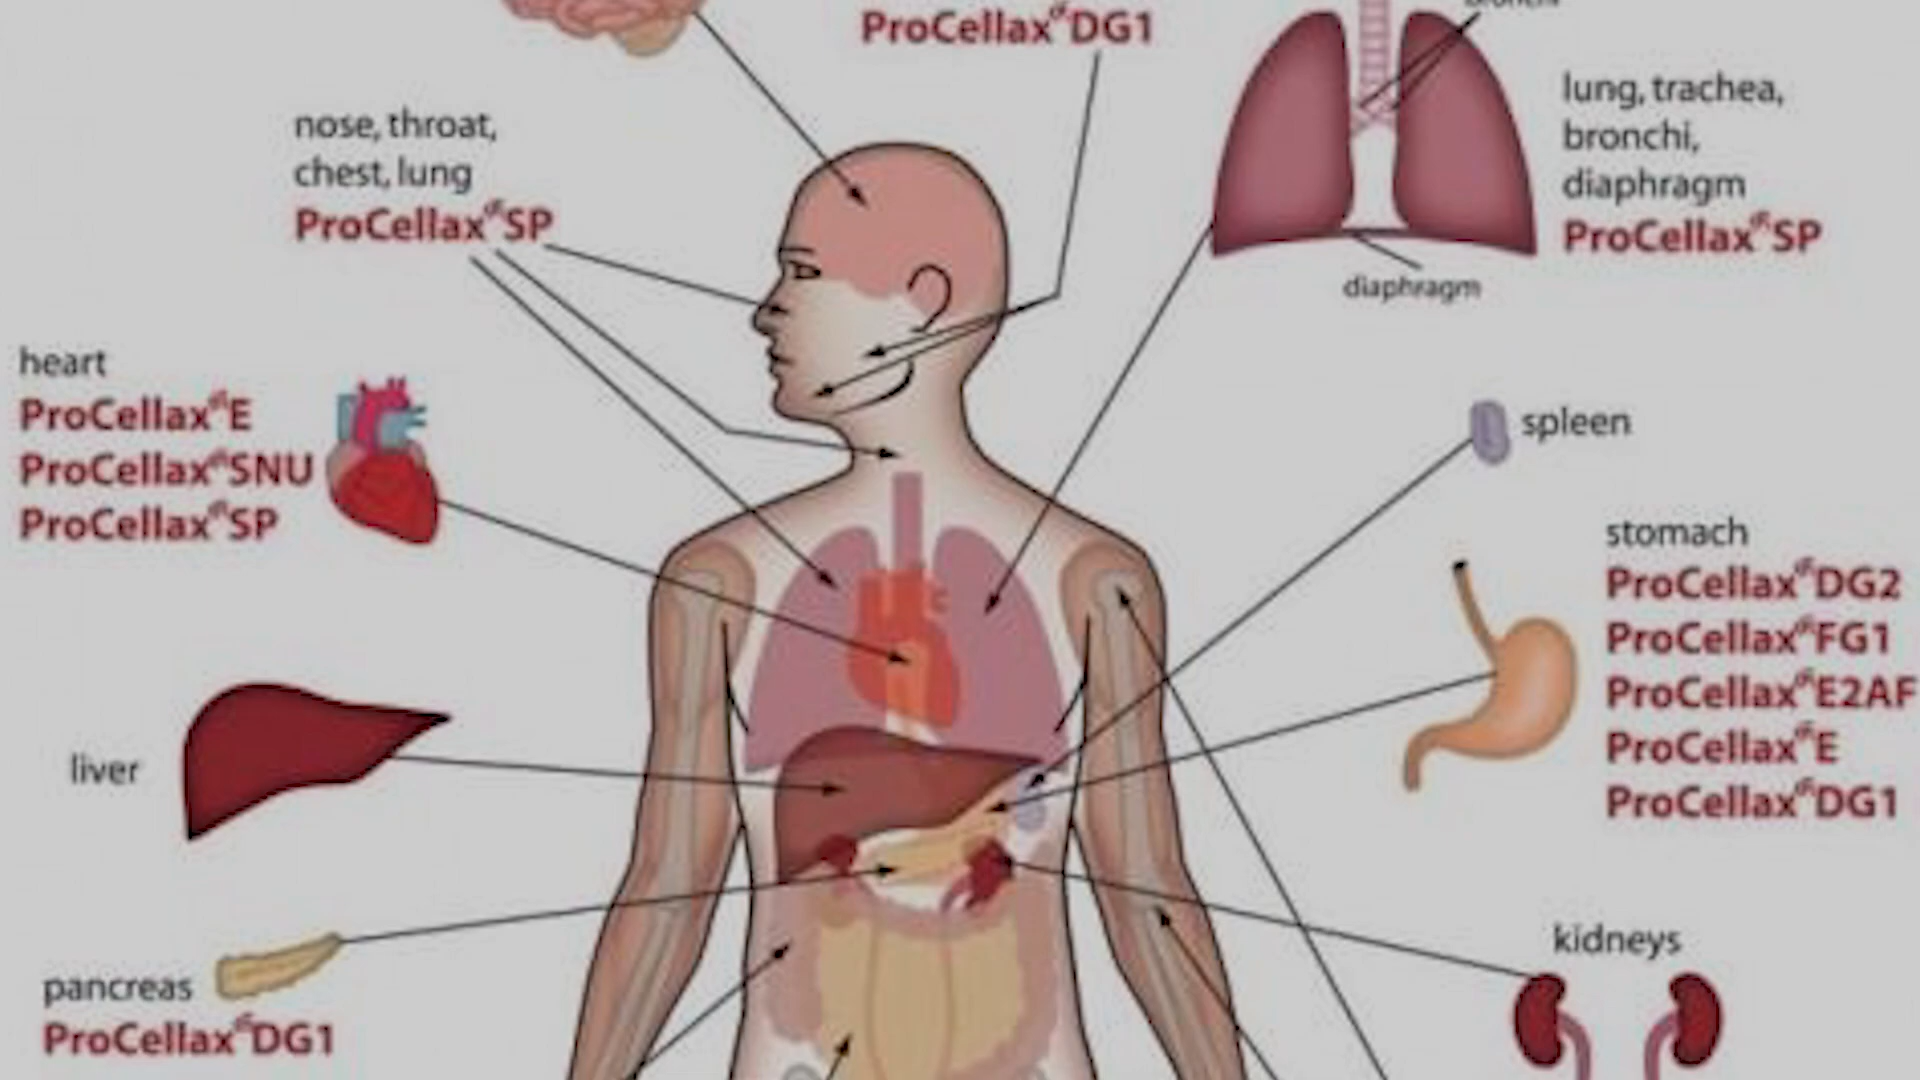 ProCellax DG1
bronchi
nose, throat,
chest, lung
ProCellax SP
lung, trachea,
bronchi,
diaphragm
ProCellax SP
diaphragm
heart
ProCellax E
ProCellax SNU
ProCellax SP
spleen
stomach
ProCellax DG2
ProCellax FG1
ProCellax E2AF
ProCellax E
ProCellax DG1
liver
kidneys
pancreas
ProCellax DG1